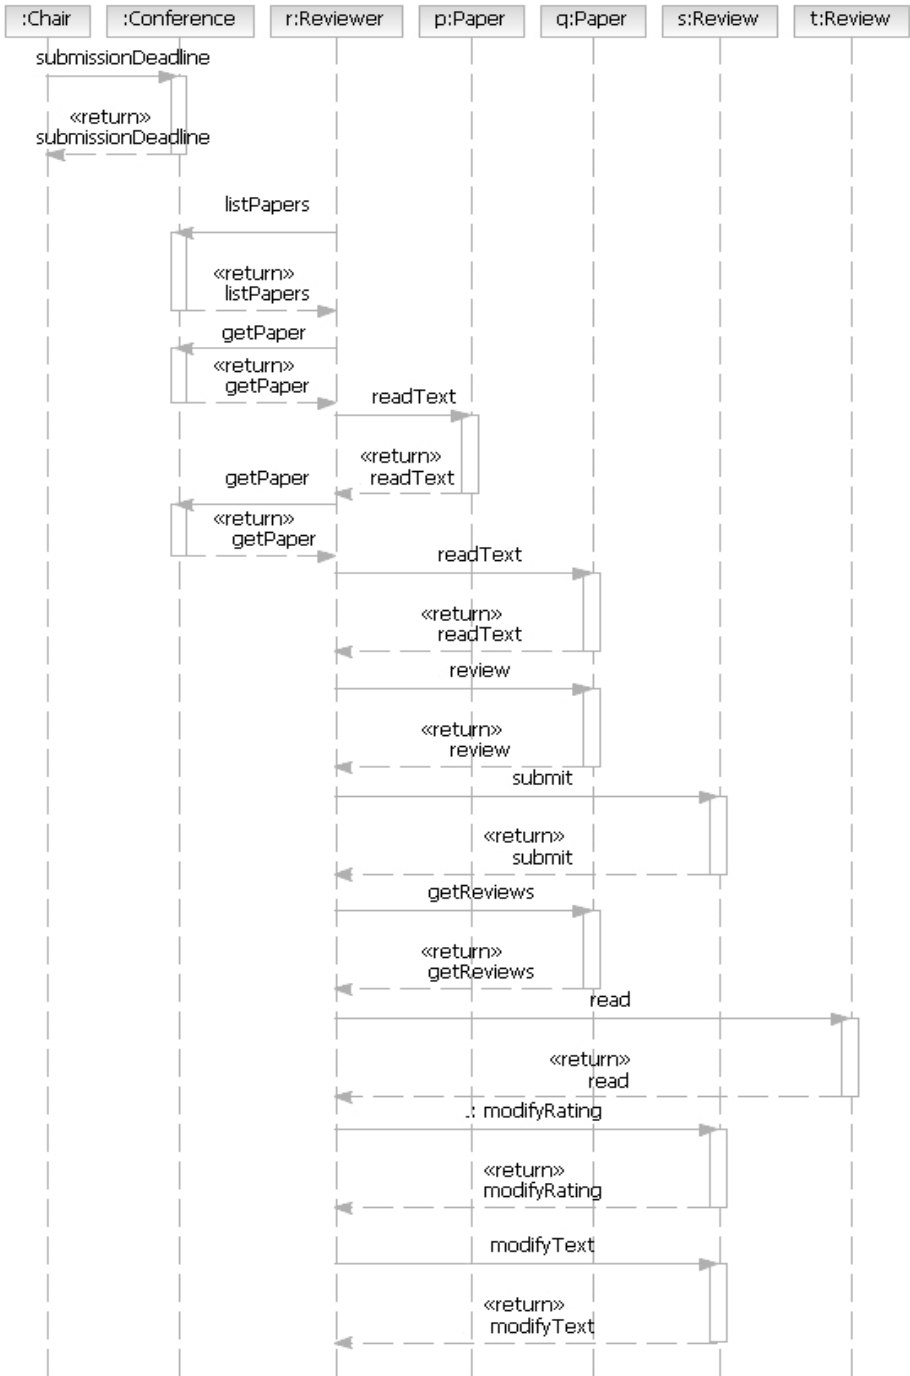 :Chair
:Conference
r:Reviewer
p:Paper
q:Paper
s:Review
t:Review
submissionDeadline
«return»
submissionDeadline
listPapers
«return»
listPapers
getPaper
«return»
getPaper
readText
«return»
readText
getPaper
«return»
getPaper
readText
«return»
readText
review
«return»
review
submit
«return»
submit
getReviews
«return»
getReviews
read
«return»
read
.: modifyRating
«return»
modifyRating
modifyText
«return»
modifyText